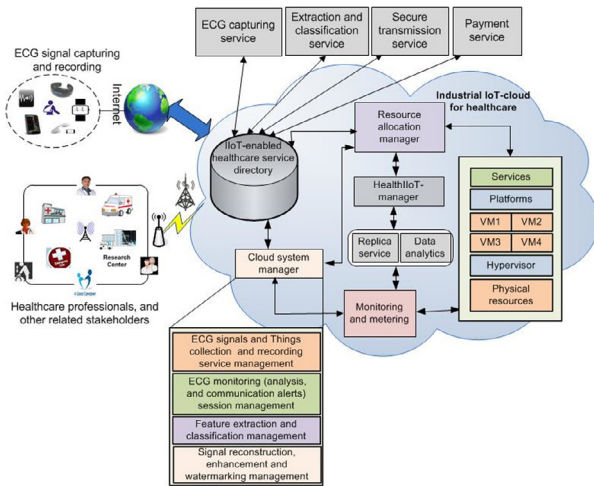 ECG capturing
service
Extraction and
classification
service
Secure
transmission
service
Payment
service
ECG signal capturing
and recording
Internet
Industrial IoT-cloud
for healthcare
IIoT-enabled
healthcare service
directory
Resource
allocation
manager
HealthIIoT-
manager
Replica
service
Data
analytics
Cloud system
manager
Monitoring
and metering
Services
Platforms
VM1
VM2
VM3
VM4
Hypervisor
Physical
resources
Research
Center
Healthcare professionals, and
other related stakeholders
ECG signals and Things
collection and rrecording
service management
ECG monitoring (analysis,
and communication alerts)
session management
Feature extraction and
classification management
Signal reconstruction,
enhancement and
watermarking management